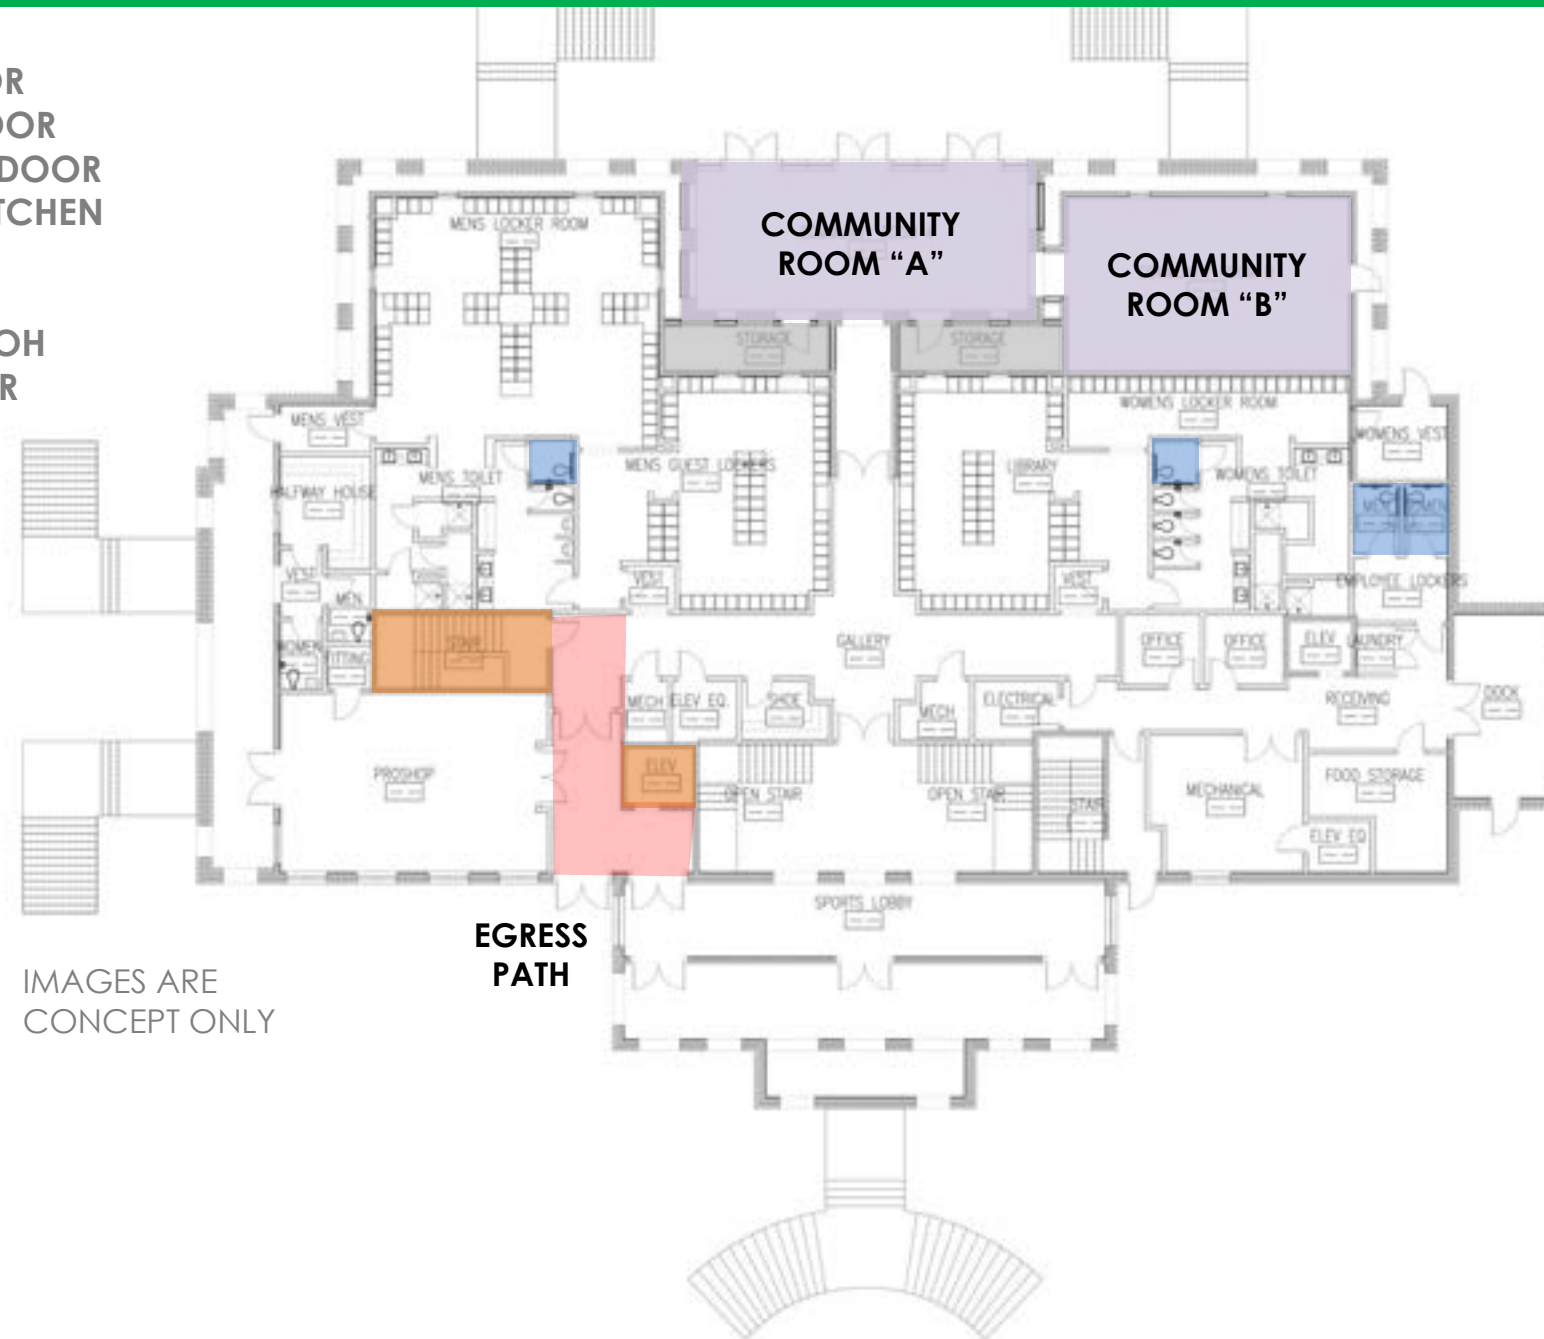 OR
OOR
DOOR
TCHEN
OH
R
COMMUNITY
ROOM “A”
COMMUNITY
ROOM “B”
MENS LOCKER ROOM
STORAGE
STORAGE
WOMENS LOCKER ROOM
MENS VEST
WOMENS VEST
MENS TOILET
MENS GUEST LOCKERS
LIBRARY
WOMENS TOILET
HALFWAY HOUSE
MEN
WOMEN
VEST
VEST
VEST
EMPLOYEE LOCKERS
MEN
STAIR
WOMEN
FITTING
GALLERY
OFFICE
OFFICE
ELEV
LAUNDRY
MECH
ELEV EQ.
SHOE
MECH
ELECTRICAL
RECEIVING
DOCK
PROSHOP
ELEV
OPEN STAIR
OPEN STAIR
STAIR
MECHANICAL
FOOD STORAGE
ELEV EQ
SPORTS LOBBY
EGRESS
PATH
IMAGES ARE
CONCEPT ONLY